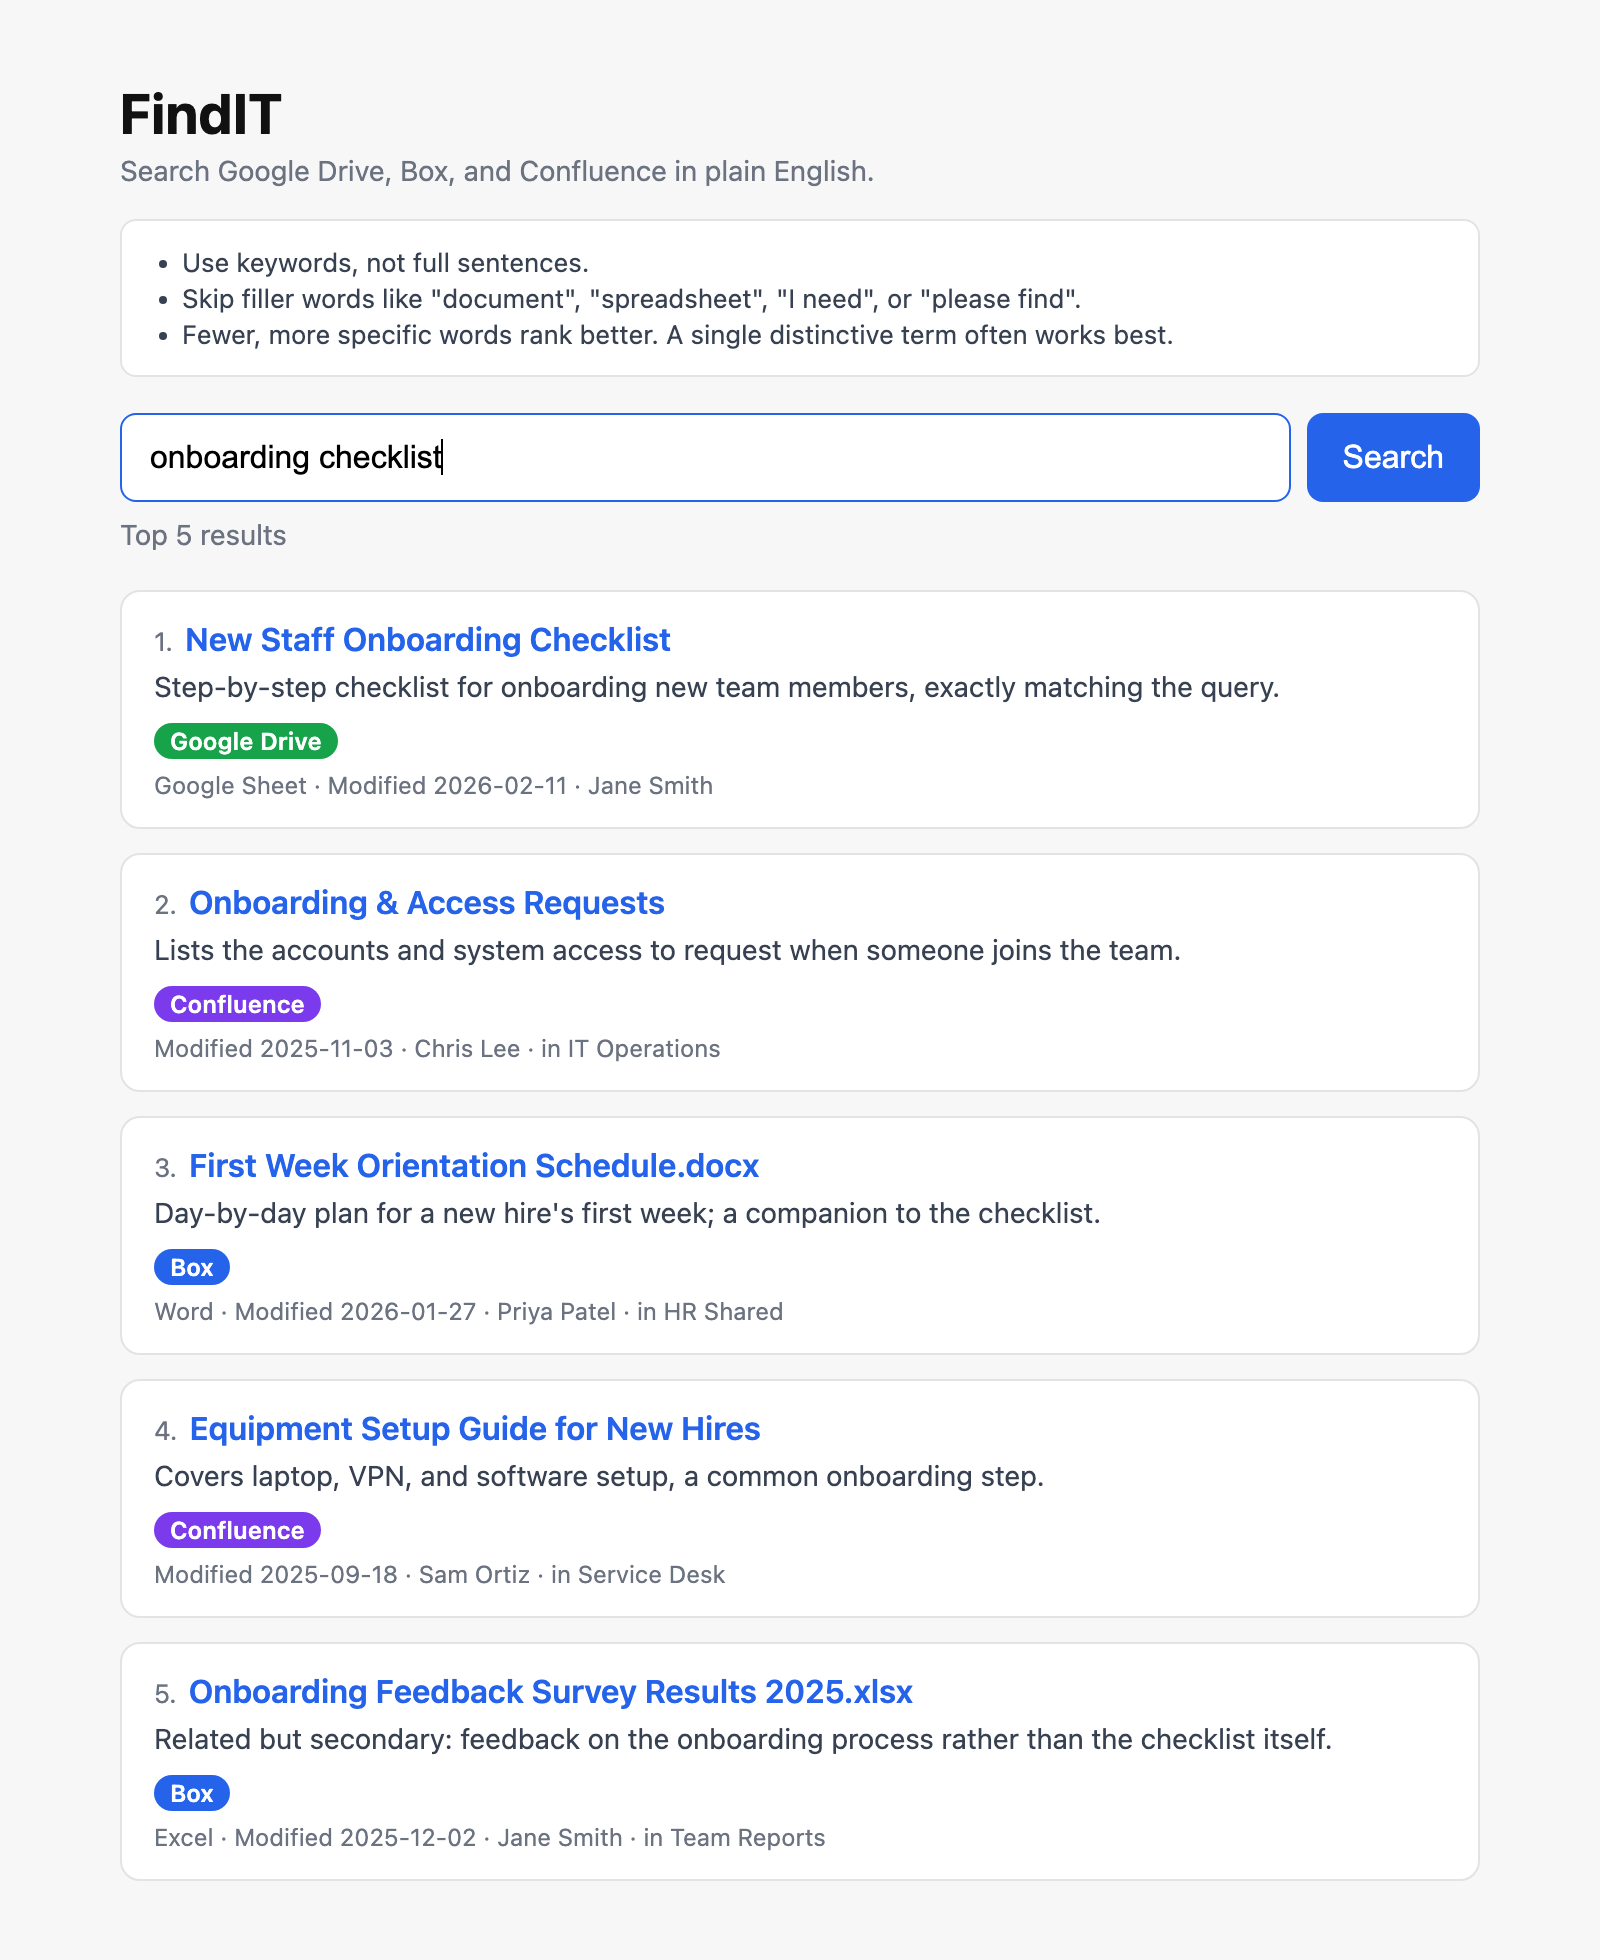 FindIT
Search Google Drive, Box, and Confluence in plain English.
• Use keywords, not full sentences.
• Skip filler words like "document", "spreadsheet", "I need", or "please find".
• Fewer, more specific words rank better. A single distinctive term often works best.
onboarding checklist
Search
Top 5 results
1. New Staff Onboarding Checklist
Step-by-step checklist for onboarding new team members, exactly matching the query.
Google Drive
Google Sheet · Modified 2026-02-11 · Jane Smith
2. Onboarding & Access Requests
Lists the accounts and system access to request when someone joins the team.
Confluence
Modified 2025-11-03 · Chris Lee · in IT Operations
3. First Week Orientation Schedule.docx
Day-by-day plan for a new hire's first week; a companion to the checklist.
Box
Word · Modified 2026-01-27 · Priya Patel · in HR Shared
4. Equipment Setup Guide for New Hires
Covers laptop, VPN, and software setup, a common onboarding step.
Confluence
Modified 2025-09-18 · Sam Ortiz · in Service Desk
5. Onboarding Feedback Survey Results 2025.xlsx
Related but secondary: feedback on the onboarding process rather than the checklist itself.
Box
Excel · Modified 2025-12-02 · Jane Smith · in Team Reports